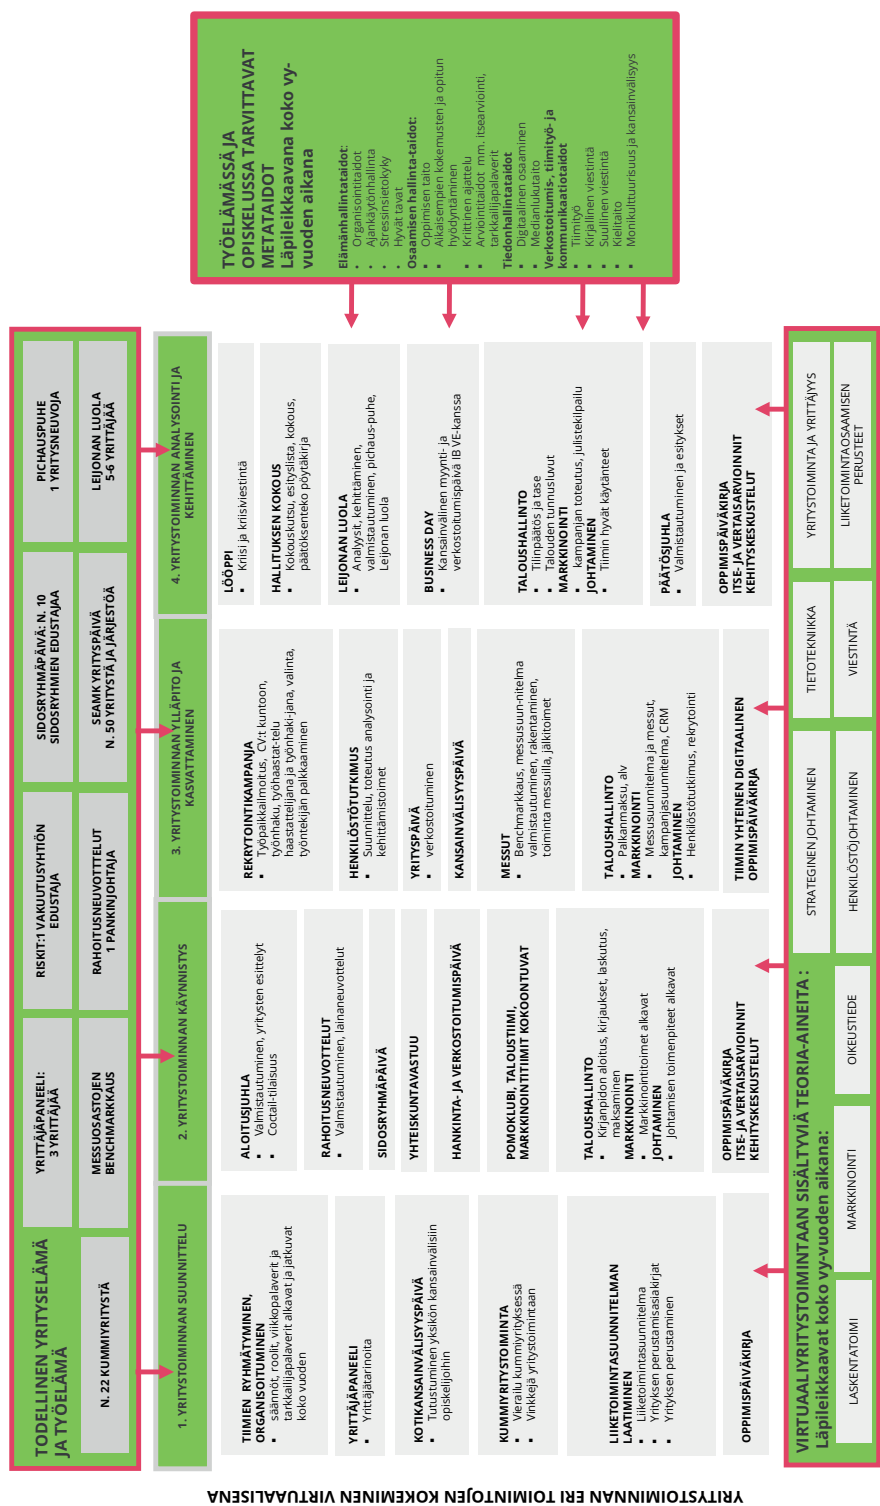 TODELLINEN YRITYSELÄMÄ
JA TYÖELÄMÄ
N. 22 KUMMIYRITYSTÄ
YRITTÄJÄPANEELI:
3 YRITTÄJÄÄ
MESSUOSASTOJEN
BENCHMARKKAUS
RISKIT:1 VAKUUTUSYHTIÖN
EDUSTAJA
RAHOITUSNEUVOTTTELUT
1 PANKINJOHTAJA
SIDOSRYHMÄPÄIVÄ: N. 10
SIDOSRYHMIEN EDUSTAJAA
SEAMK YRITYSPÄIVÄ
N. 50 YRITYSTÄ JA JÄRJESTÖÄ
PICHAUSPUHE
1 YRITYSNEUVOJA
LEIJONAN LUOLA
5-6 YRITTÄJÄÄ
1. YRITYSTOIMINNAN SUUNNITTELU
TIIMIEN RYHMÄTYMINEN,
ORGANISOITUMINEN
▪ säännöt, roolit, viikkopalaverit ja
tarkkailijapalaverit alkavat ja jatkuvat
koko vuoden
YRITTÄJÄPANEELI
▪ Yrittäjätarinoita
KOTIKANSAINVÄLISYYSPÄIVÄ
▪ Tutustuminen yksikön kansainvälisiin
opiskelijoihin
KUMMIYRITYSTOIMINTA
▪ Vierailu kummiyrityksessä
▪ Vinkkejä yritystoimintaan
LIIKETOIMINTASUUNNITELMAN
LAATIMINEN
▪ Liiketoimintasuunnitelma
▪ Yrityksen perustamisasiakirjat
▪ Yrityksen perustaminen
OPPIMISPÄIVÄKIRJA
2. YRITYSTOIMINNAN KÄYNNISTYS
ALOITUSJUHLA
▪ Valmistautuminen, yritysten esittelyt
▪ Coctail-tilaisuus
RAHOITUSNEUVOTTELUT
▪ Valmistautuminen, lainaneuvottelut
SIDOSRYHMÄPÄIVÄ
YHTEISKUNTAVASTUU
HANKINTA- JA VERKOSTOITUMISPÄIVÄ
POMOKLUBI, TALOUSTIIMI,
MARKKINOINTITIIMIT KOKOONTUVAT
TALOUSHALLINTO
▪ Kirjanpidon aloitus, kirjaukset, laskutus,
maksaminen
MARKKINOINTI
▪ Markkinointitoimet alkavat
JOHTAMINEN
▪ Johtamisen toimenpiteet alkavat
OPPIMISPÄIVÄKIRJA
ITSE- JA VERTAISARVIOINNIT
KEHITYSKESKUSTELUT
3. YRITYSTOIMINNAN YLLÄPITO JA
KASVATTAMINEN
REKRYTOINTIKAMPANJA
▪ Työpaikkailmoitus, CV:t kuntoon,
työnhaku, työhaastat-telu
haastattelijana ja työnhaki-jana, valinta,
työntekijän palkkaaminen
HENKILÖSTÖTUTKIMUS
▪ Suunnittelu, toteutus analysointi ja
kehittämistoimet
YRITYSPÄIVÄ
▪ verkostoituminen
KANSAINVÄLISYYSPÄIVÄ
MESSUT
▪ Benchmarkkaus, messusuun-nitelma
valmistautuminen, rakentaminen,
toiminta messuilla, jälkitoimet
TALOUSHALLINTO
▪ Palkanmaksu, alv
MARKKINOINTI
▪ Messusuunnitelma ja messut,
kampanjasuunnitelma, CRM
JOHTAMINEN
▪ Henkilöstötutkimus, rekrytointi
TIIMIN YHTEINEN DIGITAALINEN
OPPIMISPÄIVÄKIRJA
4. YRITYSTOIMINNAN ANALYSOINTI JA
KEHITTÄMINEN
LÖÖPPI
▪ Kriisi ja kriisiviestintä
HALLITUKSEN KOKOUS
▪ Kokouskutsu, esityslista, kokous,
päätöksenteko pöytäkirja
LEIJONAN LUOLA
▪ Analyysit, kehittäminen,
valmistautuminen, pichaus-puhe,
Leijonan luola
BUSINESS DAY
▪ Kansainvälinen myynti- ja
verkostoitumispäivä IB VE-kanssa
TALOUSHALLINTO
▪ Tilinpäätös ja tase
▪ Talouden tunnusluvut
MARKKINOINTI
▪ kampanjan toteutus, julistekilpailu
JOHTAMINEN
▪ Tiimin hyvät käytänteet
PÄÄTÖSJUHLA
▪ Valmistautuminen ja esitykset
OPPIMISPÄIVÄKIRJA
ITSE- JA VERTAISARVIOINNIT
KEHITYSKESKUSTELUT
TYÖELÄMÄSSÄ JA
OPISKELUSSA TARVITTAVAT
METATAIDOT
Läpileikkaavana koko vy-
vuoden aikana
Elämänhallintataidot:
▪ Organisointitaidot
▪ Ajankäytönhallinta
▪ Stressinsietokyky
▪ Hyvät tavat
Osaamisen hallinta-taidot:
▪ Oppimisen taito
▪ Aikaisempien kokemusten ja opitun
hyödyntäminen
▪ Kriittinen ajattelu
▪ Arviointitaidot mm. itsearviointi,
tarkkailijapalaverit
Tiedonhallintataidot
▪ Digitaalinen osaaminen
▪ Medianlukutaito
Verkostoitumis-, tiimityö- ja
kommunikaatiotaidot
▪ Tiimityö
▪ Kirjallinen viestintä
▪ Suullinen viestintä
▪ Kielitaito
▪ Monikulttuurisuus ja kansainvälisyys
VIRTUAALIYRITYSTOIMINTAAN SISÄLTYVIÄ TEORIA-AINEITA :
Läpileikkaavat koko vy-vuoden aikana:
LASKENTATOIMI
MARKKINOINTI
OIKEUSTIEDE
STRATEGINEN JOHTAMINEN
HENKILÖSTÖJOHTAMINEN
TIETOTEKNIIKKA
VIESTINTÄ
YRITYSTOIMINTA JA YRITTÄJYYS
LIIKETOIMINTAOSAAMISEN
PERUSTEET
YRITYSTOIMINNAN ERI TOIMINTOJEN KOKEMINEN VIRTUAALISENA